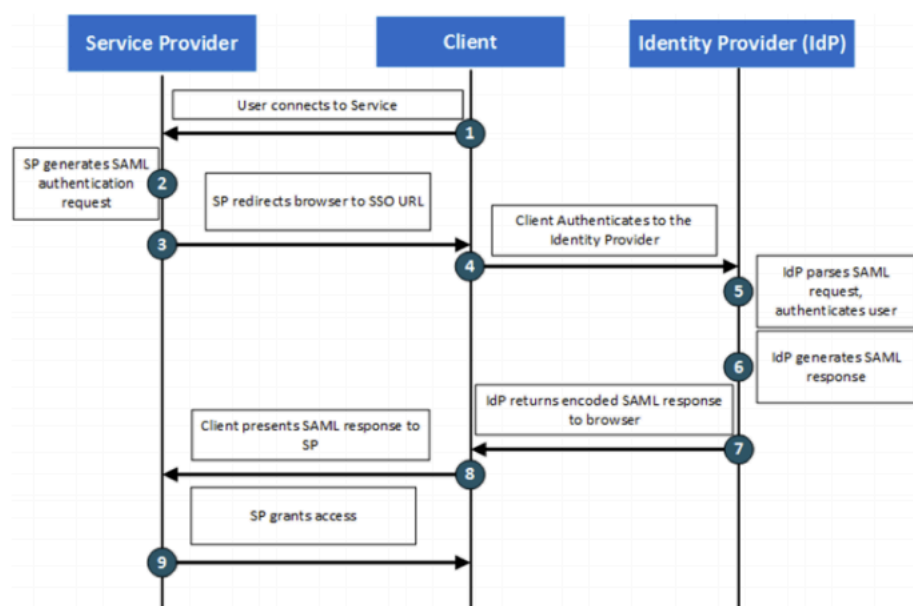 Service Provider
Client
Identity Provider (IdP)
User connects to Service
1
SP generates SAML
authentication
request
2
SP redirects browser to SSO URL
3
Client Authenticates to the
Identity Provider
4
5
IdP parses SAML
request,
authenticates user
6
IdP generates SAML
response
IdP returns encoded SAML response
to browser
7
Client presents SAML response to
SP
8
SP grants access
9